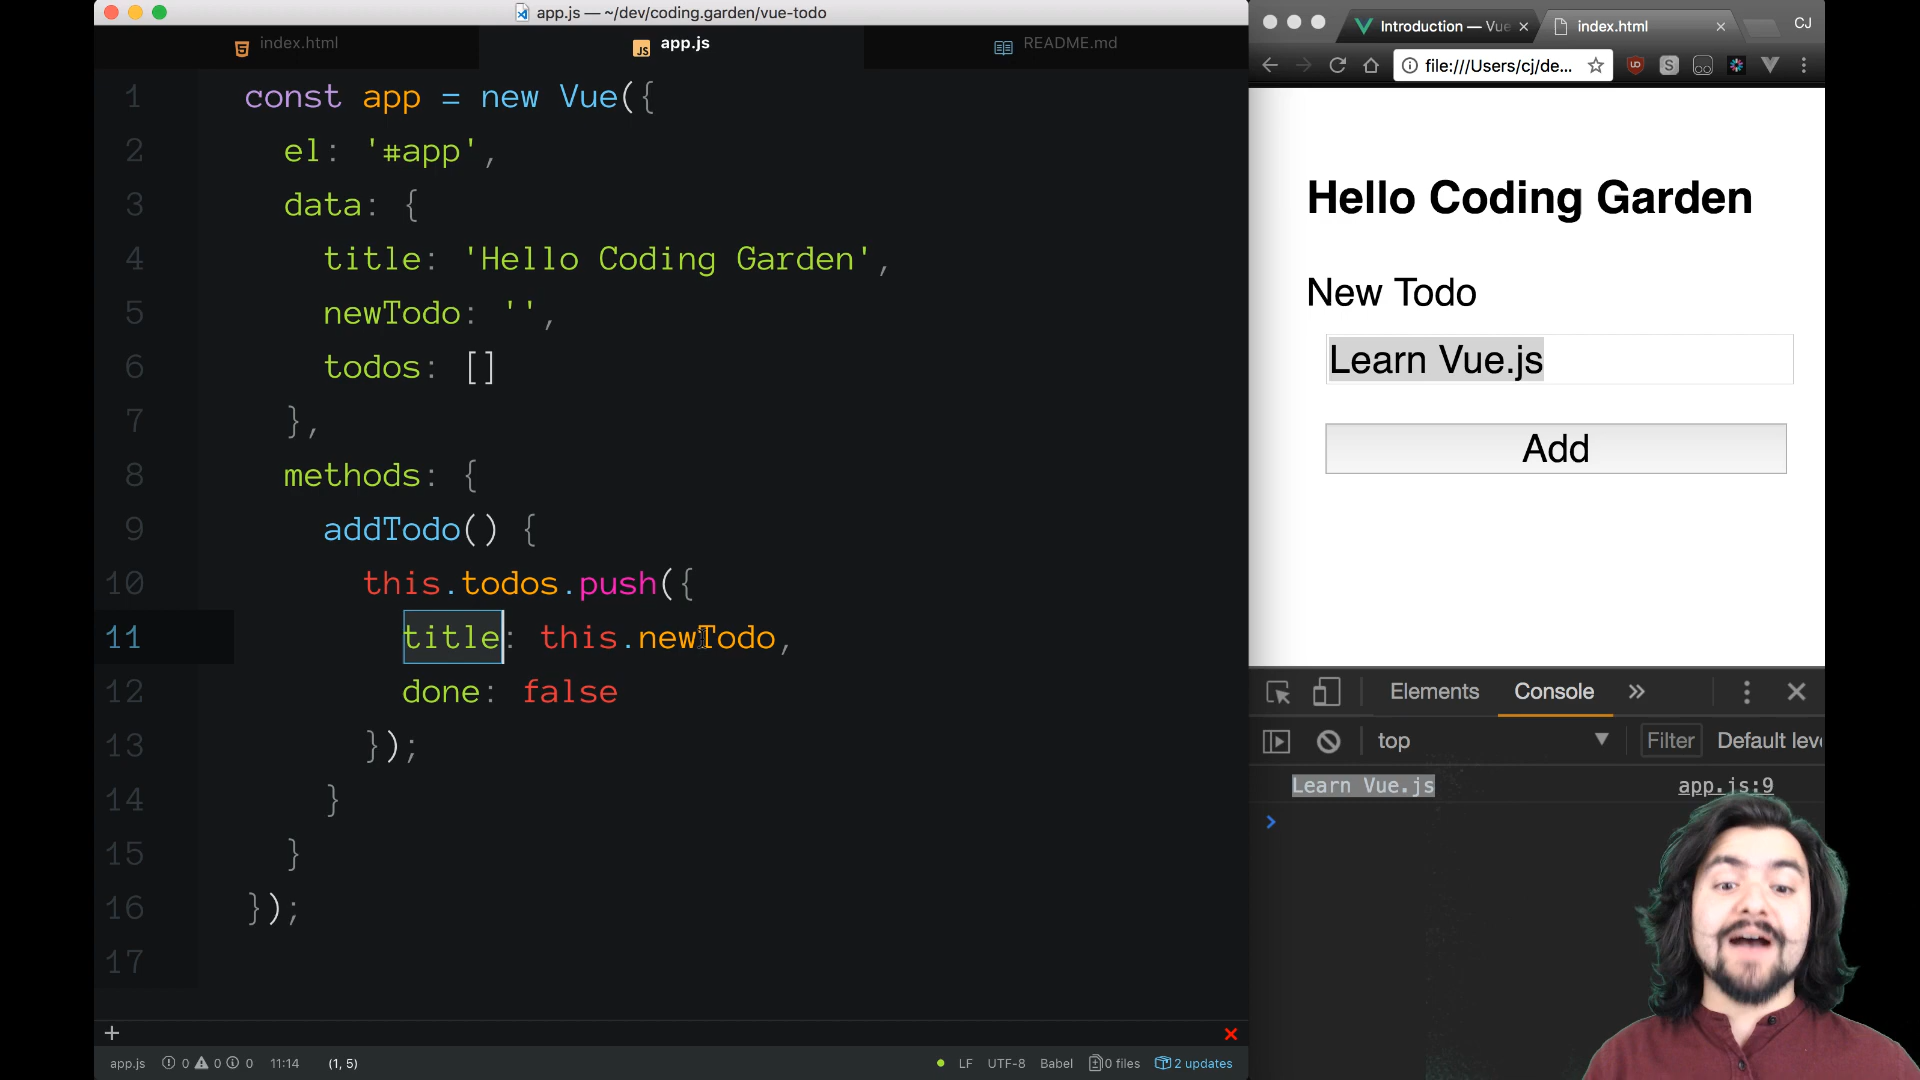 app.js — ~/dev/coding.garden/vue-todo
index.html
app.js
README.md
1 const app = new Vue({
2 el: '#app',
3 data: {
4 title: 'Hello Coding Garden',
5 newTodo: '',
6 todos: []
7 },
8 methods: {
9 addTodo() {
10 this.todos.push({
11 title: this.newTodo,
12 done: false
13 });
14 }
15 }
16 });
17
app.js 0 0 0 11:14 (1, 5)
LF UTF-8 Babel 0 files 2 updates
Introduction — Vue
index.html
CJ
file:///Users/cj/de...
Hello Coding Garden
New Todo
Learn Vue.js
Add
Elements Console
top Filter Default lev
Learn Vue.js app.js:9